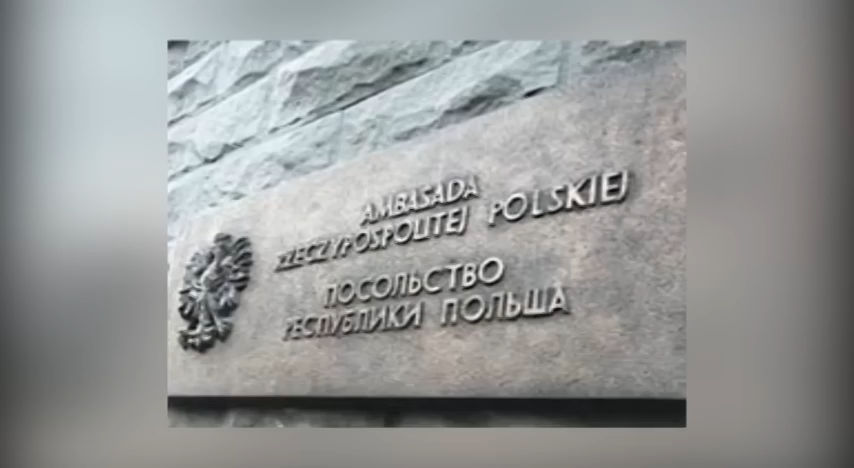 AMBASADA
RZECZYPOSPOLITEJ POLSKIEJ
ПОСОЛЬСТВО
РЕСПУБЛИКИ ПОЛЬША